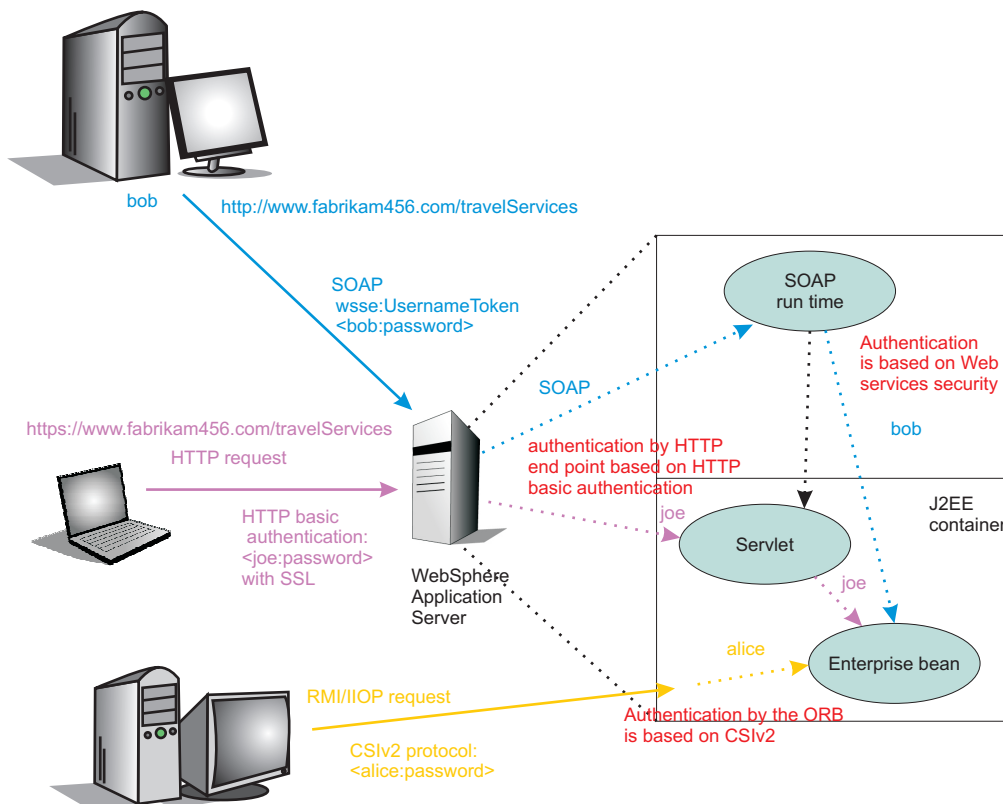 bob
http://www.fabrikam456.com/travelServices
SOAP
wsse:UsernameToken
<bob:password>
SOAP
run time
Authentication
is based on Web
services security
SOAP
bob
https://www.fabrikam456.com/travelServices
HTTP request
authentication by HTTP
end point based on HTTP
basic authentication
HTTP basic
authentication:
<joe:password>
with SSL
joe
J2EE
container
Servlet
WebSphere
Application
Server
joe
alice
Enterprise bean
RMI/IIOP request
Authentication by the ORB
is based on CSIv2
CSIv2 protocol:
<alice:password>